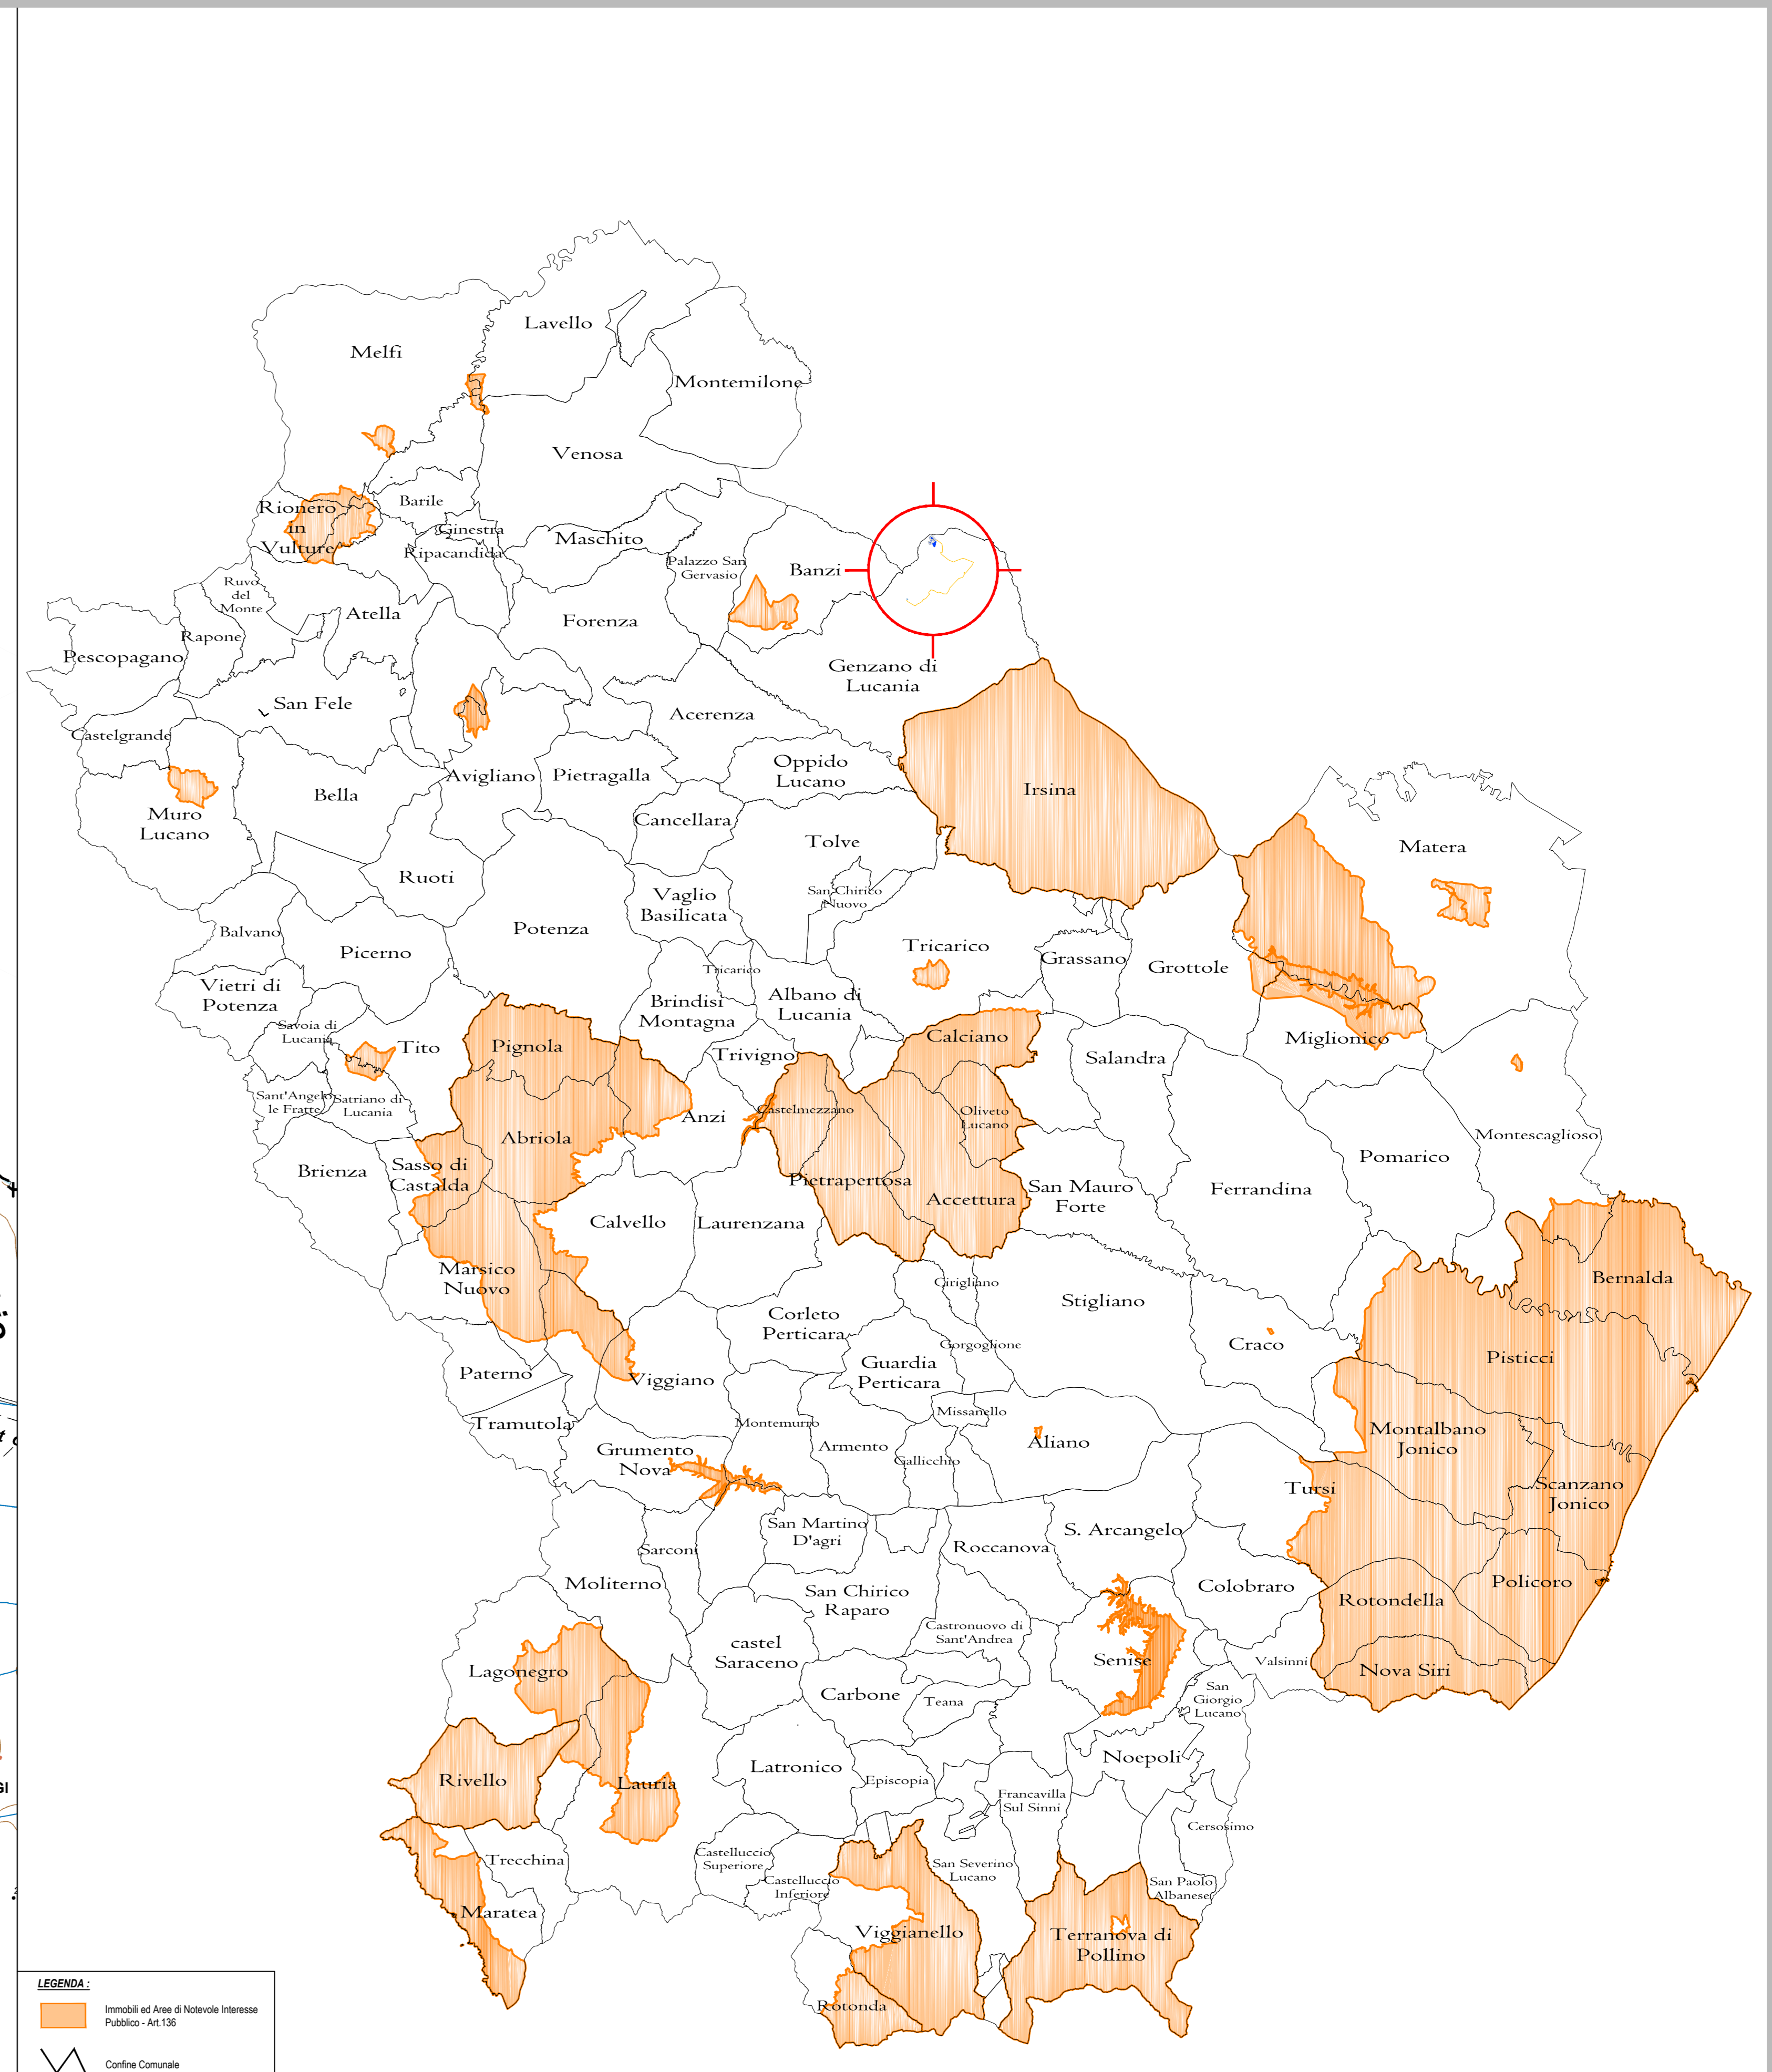 Lavello
Melfi
Montemilone
Venosa
Barile
Rionero
in
Vulture
Ginestra
Ripacandida
Maschito
Palazzo San
Gervasio
Banzi
Ruvo
del
Monte
Atella
Forenza
Rapone
Pescopagano
Genzano di
Lucania
San Fele
Acerenza
Castelgrande
Avigliano
Pietragalla
Oppido
Lucano
Irsina
Bella
Muro
Lucano
Cancellara
Tolve
Matera
Ruoti
San Chirico
Nuovo
Vaglio
Basilicata
Potenza
Balvano
Picerno
Tricarico
Tricarico
Grassano
Grottole
Vietri di
Potenza
Brindisi
Montagna
Albano di
Lucania
Savoia di
Lucania
Tito
Pignola
Calciano
Miglionico
Trivigno
Salandra
Sant'Angelo
le Fratte
Satriano di
Lucania
Castelmezzano
Oliveto
Lucano
Anzi
Abriola
Montescaglioso
Brienza
Sasso di
Castalda
Pomarico
Pietrapertosa
Accettura
San Mauro
Forte
Ferrandina
Calvello
Laurenzana
Marsico
Nuovo
Cirigliano
Bernalda
Stigliano
Corleto
Perticara
Gorgoglione
Craco
Pisticci
Guardia
Perticara
Paterno
Viggiano
Missanello
Tramutola
Montemurro
Montalbano
Jonico
Armento
Aliano
Grumento
Nova
Gallicchio
Tursi
Scanzano
Jonico
San Martino
D'agri
S. Arcangelo
Sarconi
Roccanova
Moliterno
San Chirico
Raparo
Colobraro
Policoro
Rotondella
Castronuovo di
Sant'Andrea
castel
Saraceno
Senise
Valsinni
Lagonegro
Nova Siri
Carbone
Teana
San
Giorgio
Lucano
Noepoli
Latronico
Rivello
Lauria
Episcopia
Francavilla
Sul Sinni
Cersosimo
Castelluccio
Superiore
Trecchina
San Severino
Lucano
Castelluccio
Inferiore
San Paolo
Albanese
Maratea
Viggianello
Terranova di
Pollino
Rotonda
GI
LEGENDA :
Immobili ed Aree di Notevole Interesse
Pubblico - Art.136
Confine Comunale